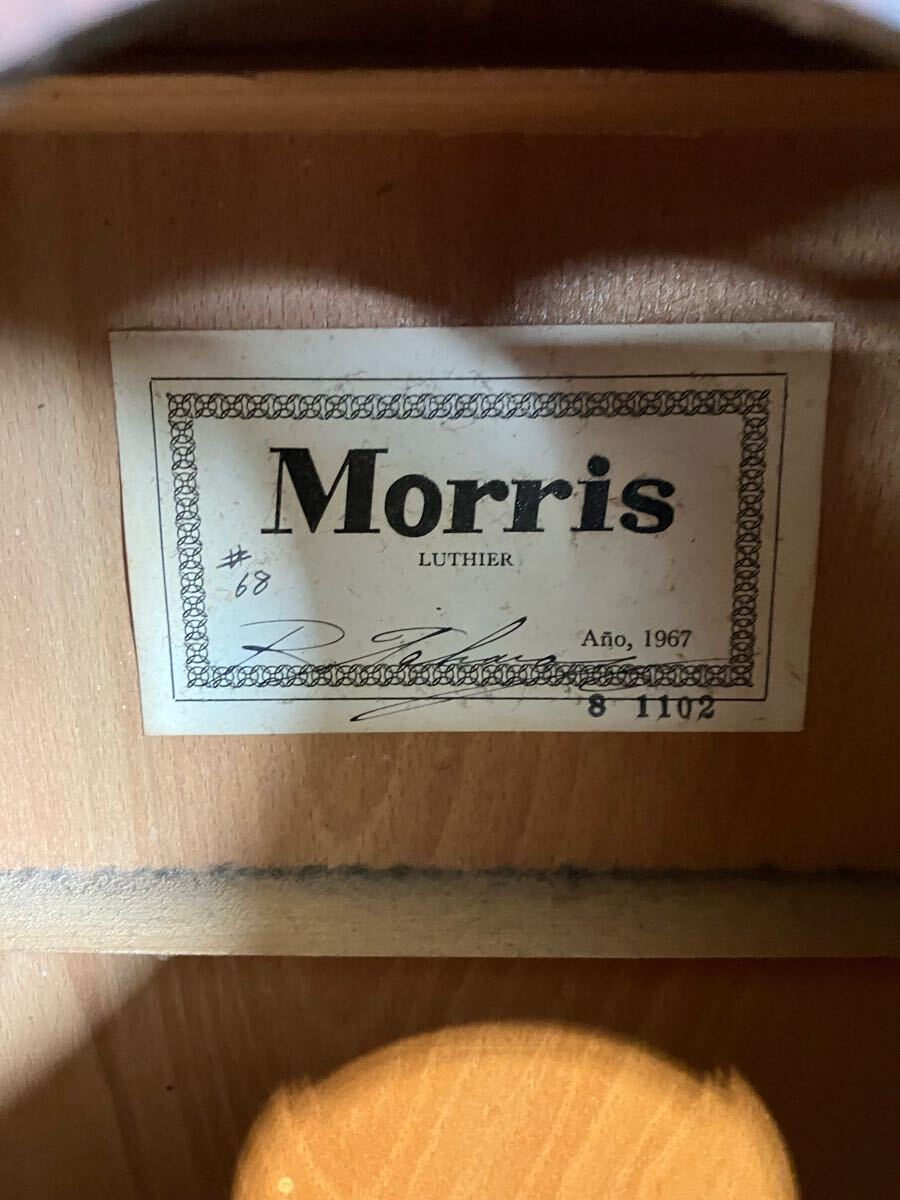 Morris
LUTHIER
#
68
Año, 1967
8 1102